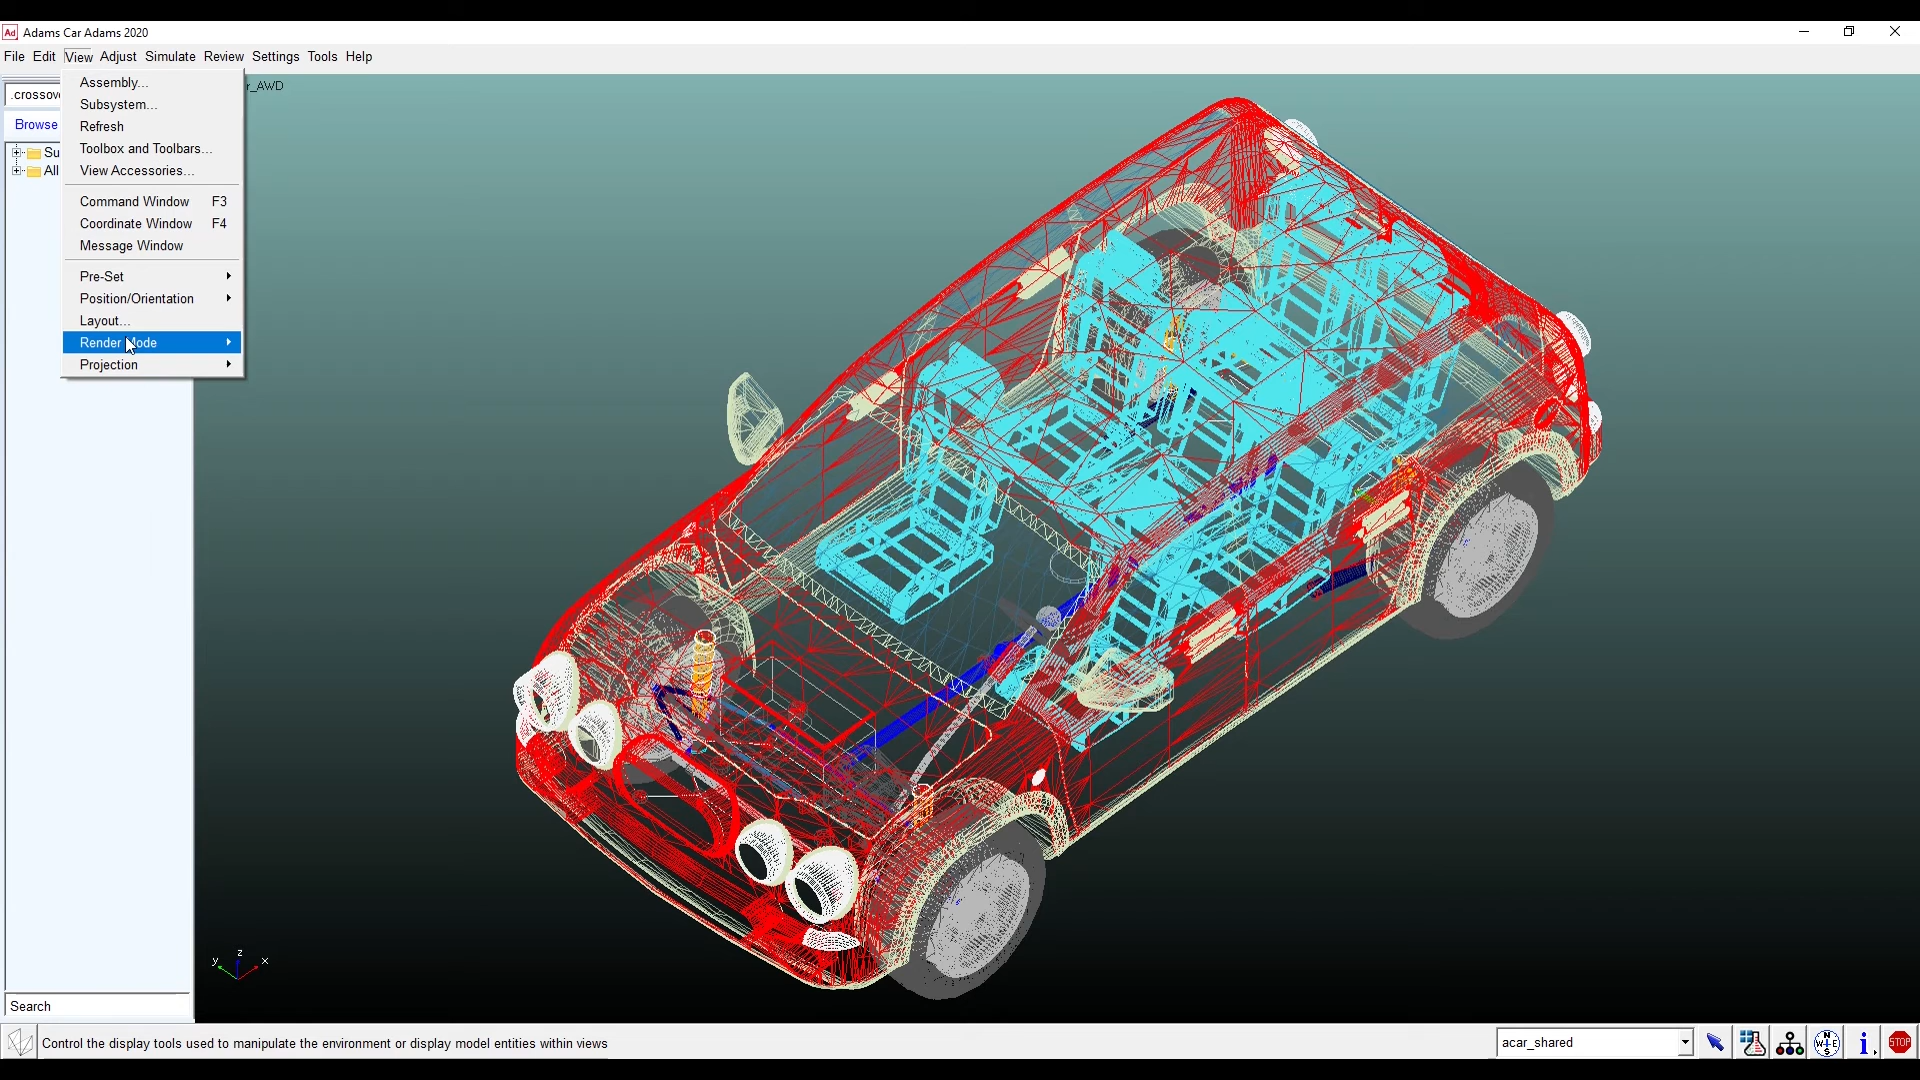 Ad Adams Car Adams 2020
File Edit View Adjust Simulate Review Settings Tools Help
Assembly...
r_AWD
.crossov
Subsystem...
Browse
Refresh
Su
Toolbox and Toolbars...
All
View Accessories...
Command Window F3
Coordinate Window F4
Message Window
Pre-Set
Position/Orientation
Layout...
Render Mode
Projection
z
y x
Search
Control the display tools used to manipulate the environment or display model entities within views
acar_shared
N
W E
S
i
STOP